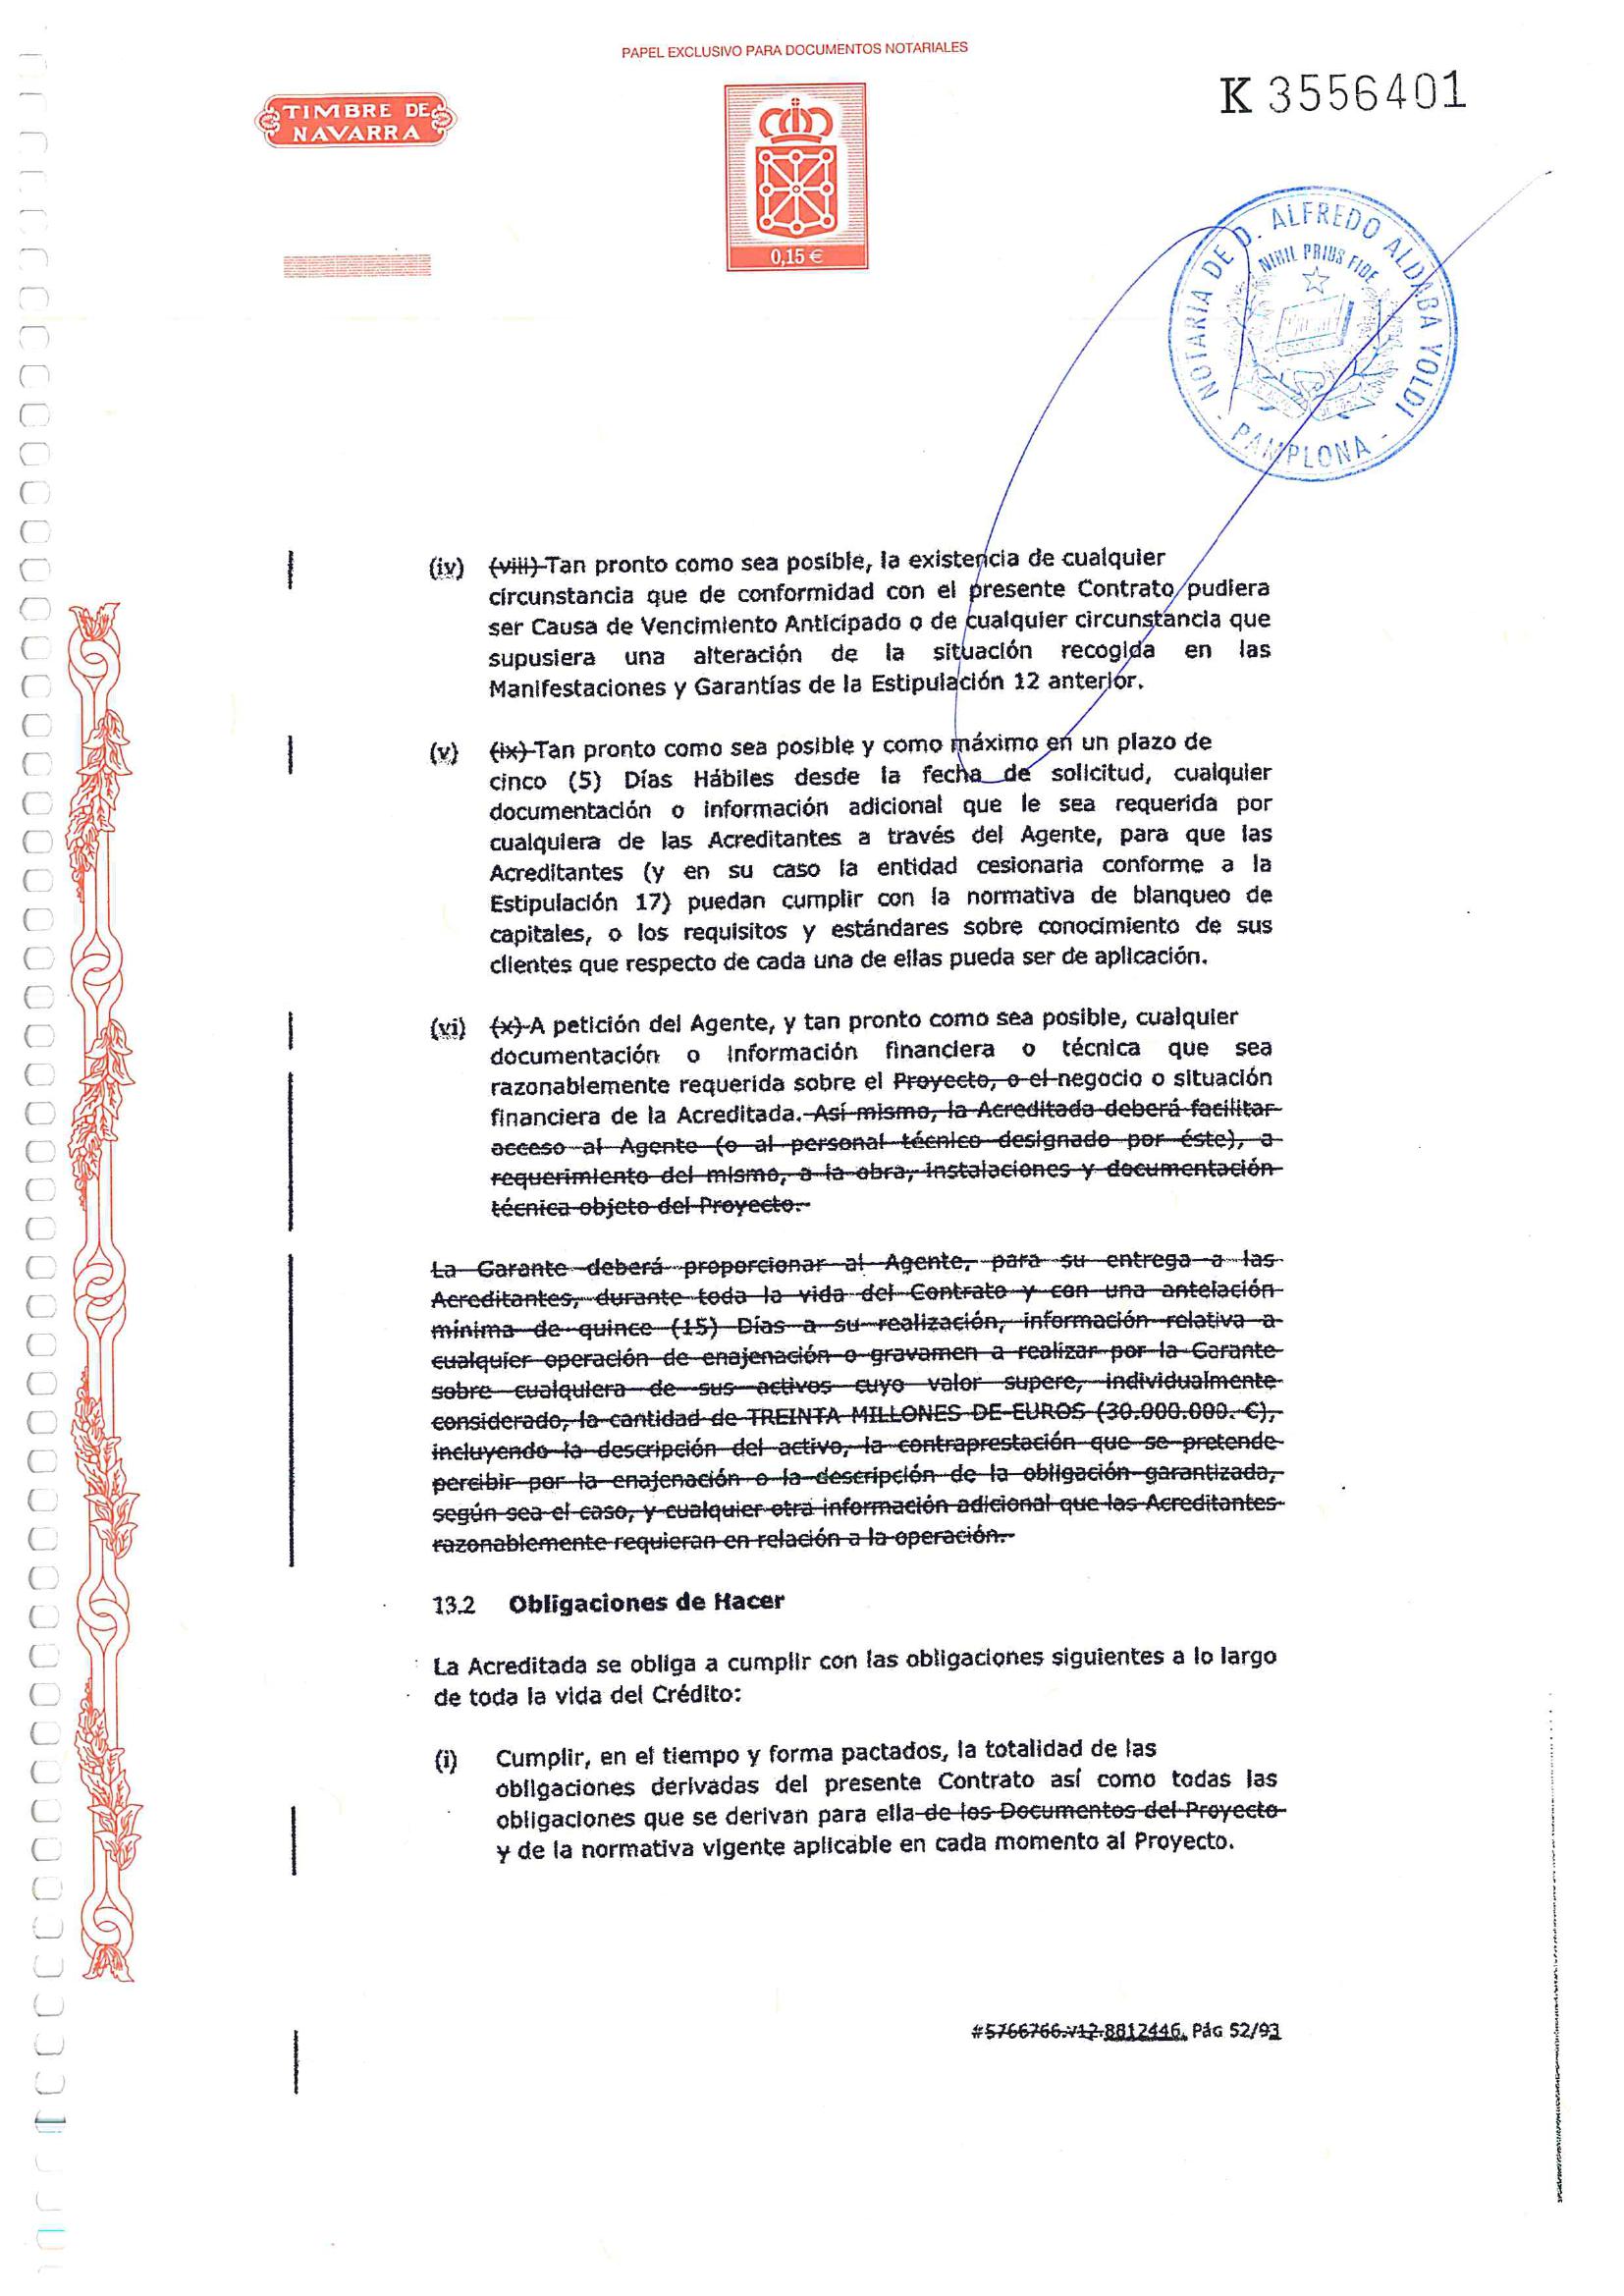 PAPEL EXCLUSIVO PARA DOCUMENTOS NOTARIALES
K 3556401
TIMBRE DE
NAVARRA
0,15 €
NOTARIA DE D. ALFREDO ALDABA YOLDI
NIHIL PRIUS FIDE
- PAMPLONA -
(iv) (viii) Tan pronto como sea posible, la existencia de cualquier
circunstancia que de conformidad con el presente Contrato pudiera
ser Causa de Vencimiento Anticipado o de cualquier circunstancia que
supusiera una alteración de la situación recogida en las
Manifestaciones y Garantías de la Estipulación 12 anterior.
(v) (ix) Tan pronto como sea posible y como máximo en un plazo de
cinco (5) Días Hábiles desde la fecha de solicitud, cualquier
documentación o información adicional que le sea requerida por
cualquiera de las Acreditantes a través del Agente, para que las
Acreditantes (y en su caso la entidad cesionaria conforme a la
Estipulación 17) puedan cumplir con la normativa de blanqueo de
capitales, o los requisitos y estándares sobre conocimiento de sus
clientes que respecto de cada una de ellas pueda ser de aplicación.
(vi) (x) A petición del Agente, y tan pronto como sea posible, cualquier
documentación o información financiera o técnica que sea
razonablemente requerida sobre el Proyecto, o el negocio o situación
financiera de la Acreditada. Así mismo, la Acreditada deberá facilitar
acceso al Agente (o al personal técnico designado por éste), a
requerimiento del mismo, a la obra, instalaciones y documentación
técnica objeto del Proyecto.
La Garante deberá proporcionar al Agente, para su entrega a las
Acreditantes, durante toda la vida del Contrato y con una antelación
mínima de quince (15) Días a su realización, información relativa a
cualquier operación de enajenación o gravamen a realizar por la Garante
sobre cualquiera de sus activos cuyo valor supere, individualmente
considerado, la cantidad de TREINTA MILLONES DE EUROS (30.000.000. €),
incluyendo la descripción del activo, la contraprestación que se pretende
percibir por la enajenación o la descripción de la obligación garantizada,
según sea el caso, y cualquier otra información adicional que las Acreditantes
razonablemente requieran en relación a la operación.
13.2 Obligaciones de Hacer
La Acreditada se obliga a cumplir con las obligaciones siguientes a lo largo
de toda la vida del Crédito:
(i) Cumplir, en el tiempo y forma pactados, la totalidad de las
obligaciones derivadas del presente Contrato así como todas las
obligaciones que se derivan para ella de los Documentos del Proyecto
y de la normativa vigente aplicable en cada momento al Proyecto.
#5766766.v12.8812446. Pág 52/93